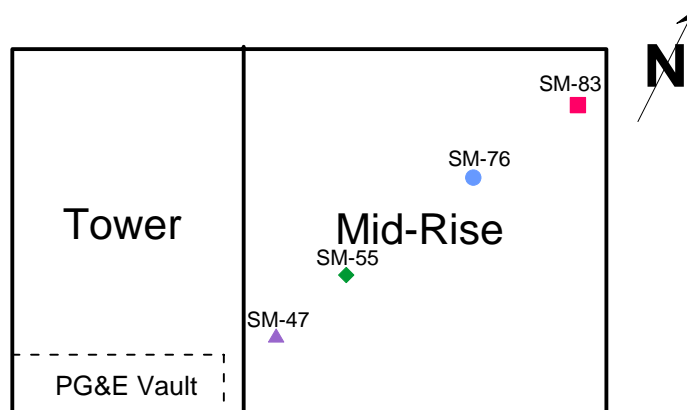 N
SM-83
SM-76
Tower
Mid-Rise
SM-55
SM-47
PG&E Vault